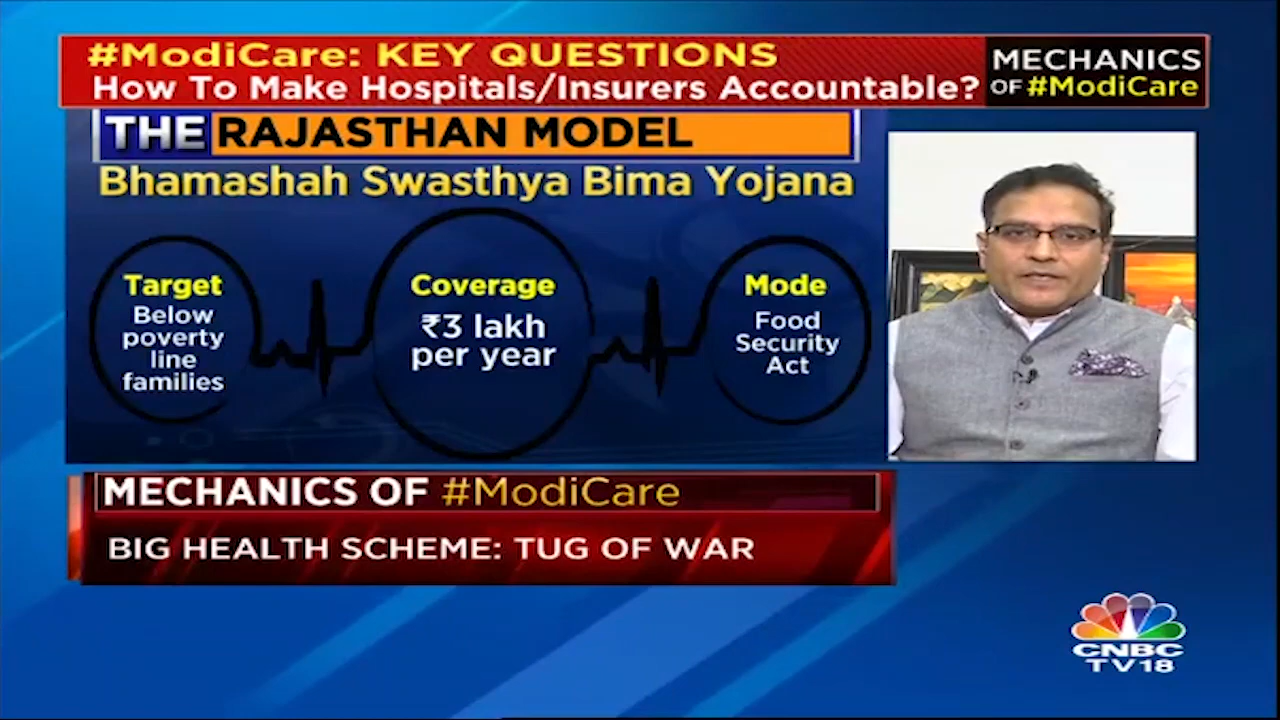 #ModiCare: KEY QUESTIONS
How To Make Hospitals/Insurers Accountable?
MECHANICS
OF #ModiCare
THE RAJASTHAN MODEL
Bhamashah Swasthya Bima Yojana
Target
Below
poverty
line
families
Coverage
₹3 lakh
per year
Mode
Food
Security
Act
MECHANICS OF #ModiCare
BIG HEALTH SCHEME: TUG OF WAR
CNBC
TV18